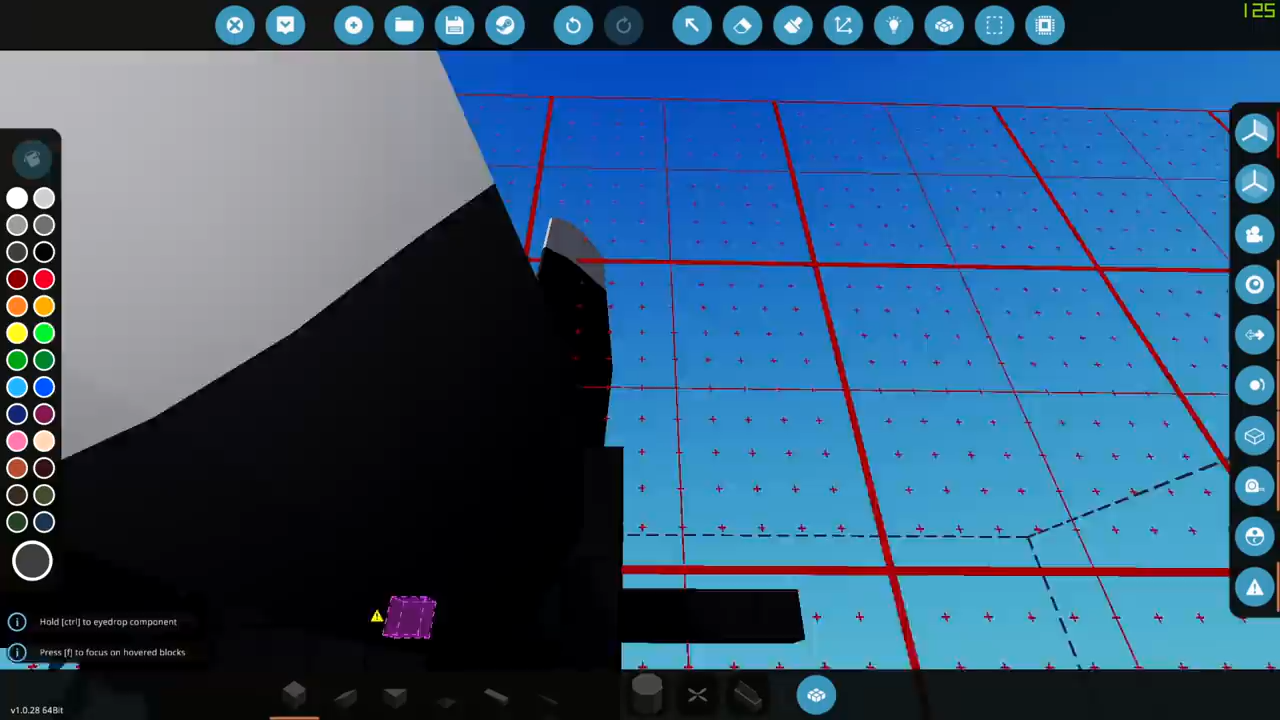 125
Hold [ctrl] to eyedrop component
Press [f] to focus on hovered blocks
v1.0.28 64Bit